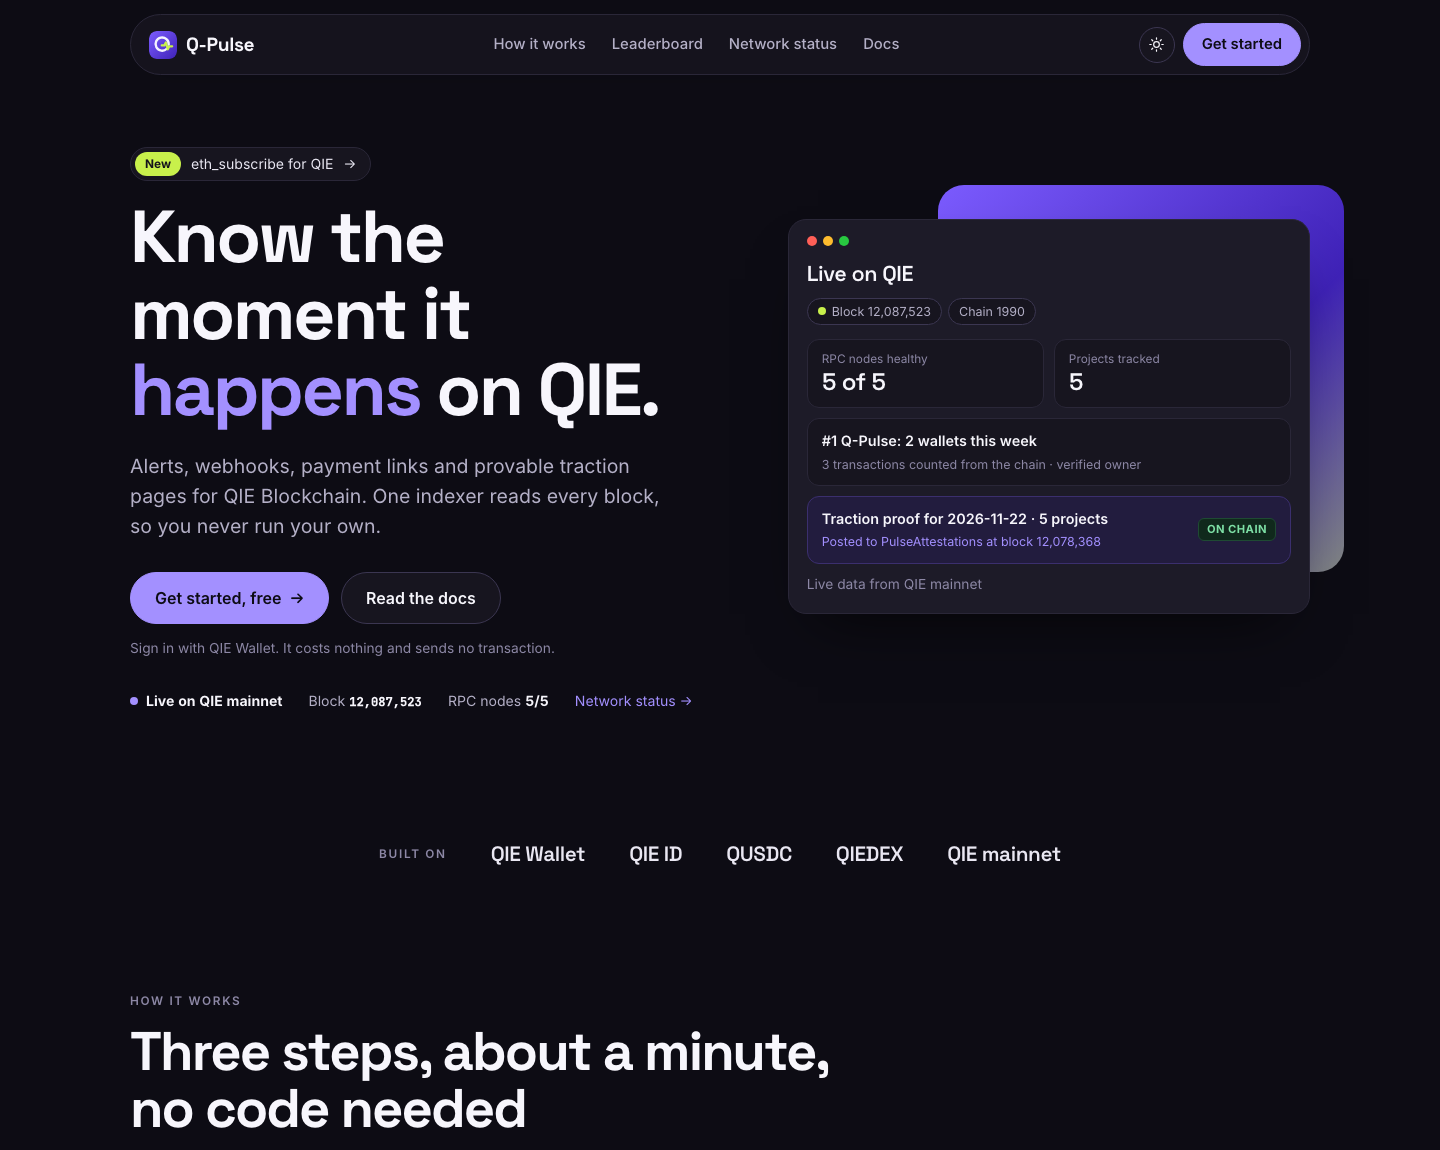 Q-Pulse
How it works
Leaderboard
Network status
Docs
Get started
New eth_subscribe for QIE →
Know the
moment it
happens on QIE.
Alerts, webhooks, payment links and provable traction
pages for QIE Blockchain. One indexer reads every block,
so you never run your own.
Get started, free →
Read the docs
Sign in with QIE Wallet. It costs nothing and sends no transaction.
Live on QIE mainnet
Block 12,087,523
RPC nodes 5/5
Network status →
Live on QIE
Block 12,087,523
Chain 1990
RPC nodes healthy
5 of 5
Projects tracked
5
#1 Q-Pulse: 2 wallets this week
3 transactions counted from the chain · verified owner
Traction proof for 2026-11-22 · 5 projects
Posted to PulseAttestations at block 12,078,368
ON CHAIN
Live data from QIE mainnet
BUILT ON
QIE Wallet
QIE ID
QUSDC
QIEDEX
QIE mainnet
HOW IT WORKS
Three steps, about a minute,
no code needed